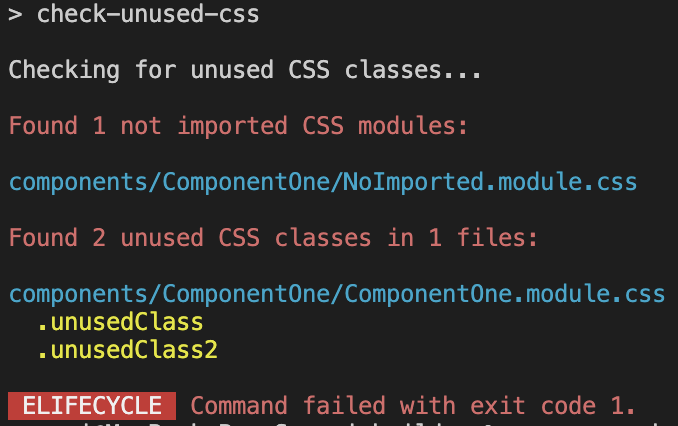 > check-unused-css
Checking for unused CSS classes...
Found 1 not imported CSS modules:
components/ComponentOne/NoImported.module.css
Found 2 unused CSS classes in 1 files:
components/ComponentOne/ComponentOne.module.css
.unusedClass
.unusedClass2
ELIFECYCLE Command failed with exit code 1.